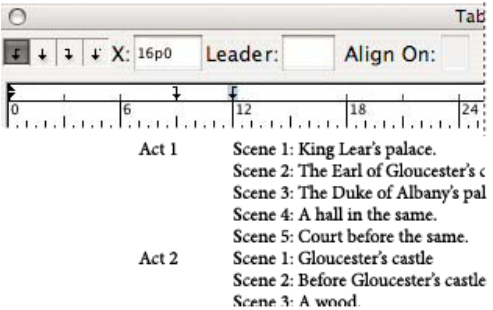 Tab
X: 16p0 Leader: Align On:
0 6 12 18 24
Act 1 Scene 1: King Lear's palace.
Scene 2: The Earl of Gloucester's
Scene 3: The Duke of Albany's pal
Scene 4: A hall in the same.
Scene 5: Court before the same.
Act 2 Scene 1: Gloucester's castle
Scene 2: Before Gloucester's castle
Scene 3: A wood.